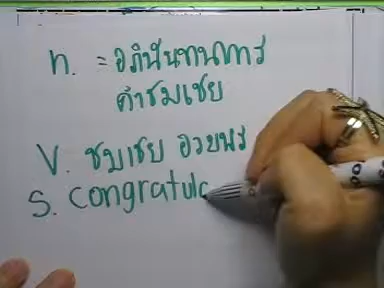 n. = อภินันทนาการ
คำชมเชย
V. ชมเชย อวยพร
S. Congratula